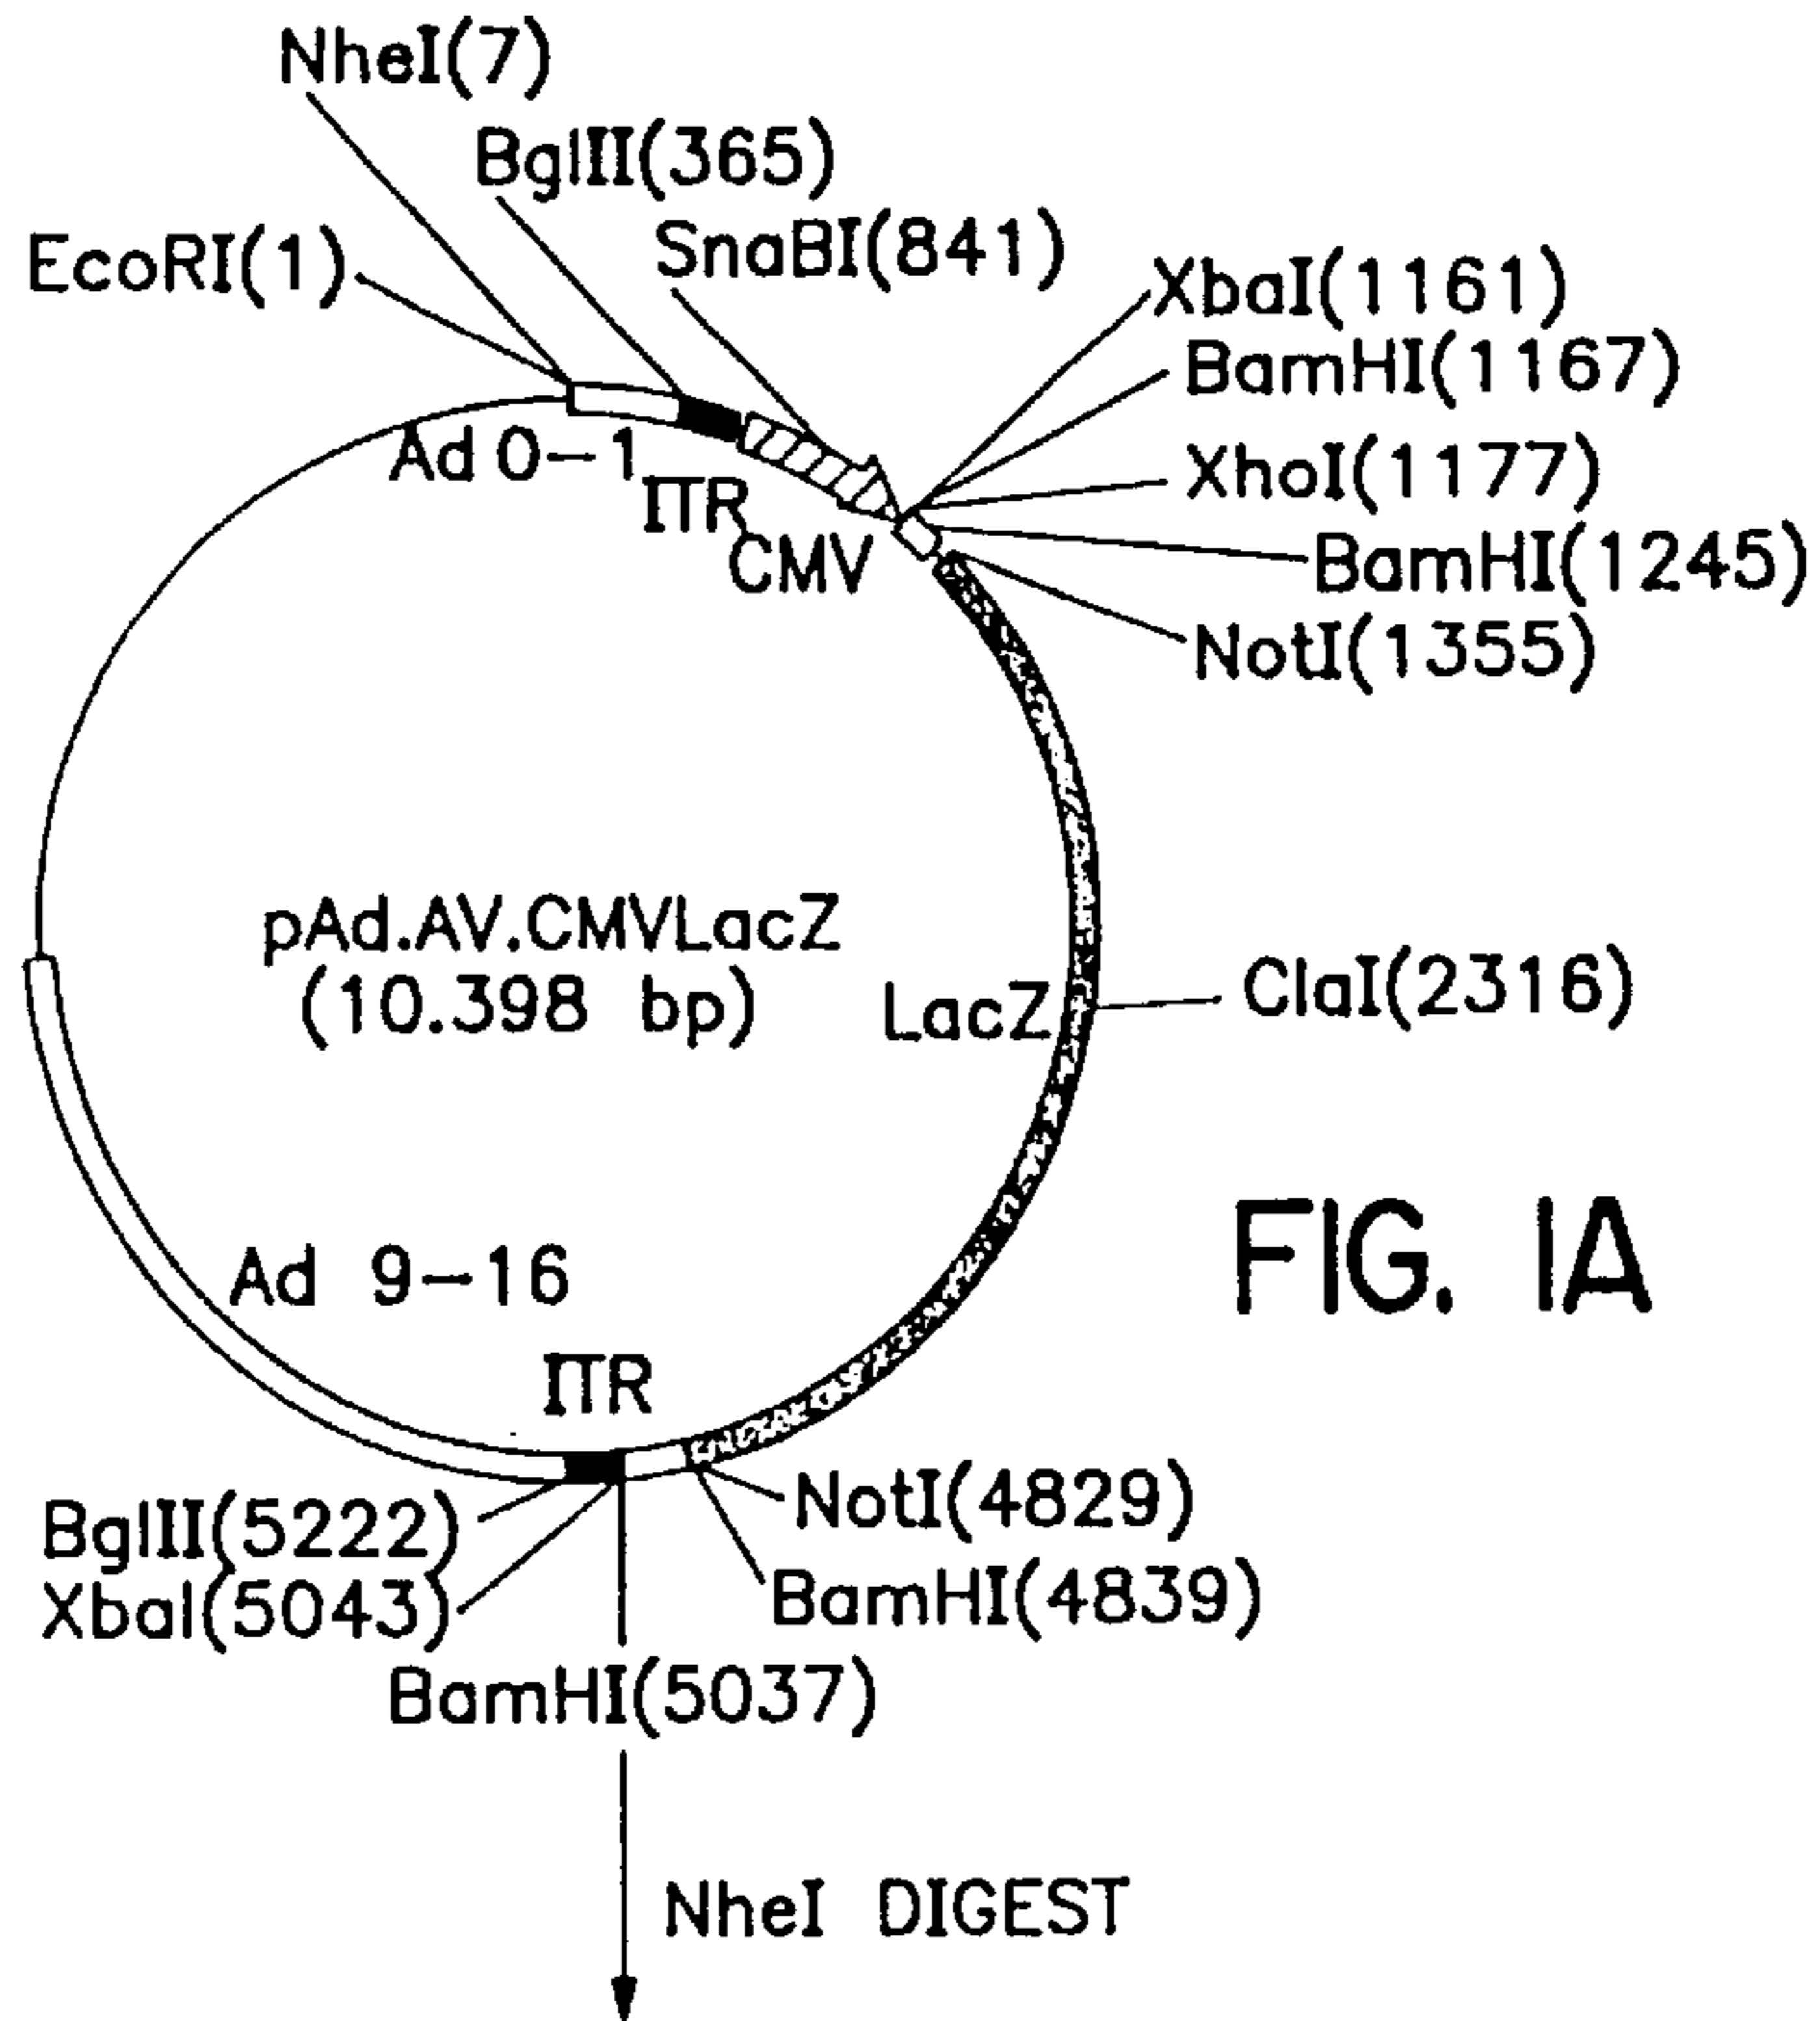 NheI(7)
BglII(365)
SnaBI(841)
EcoRI(1)
XbaI(1161)
BamHI(1167)
XhoI(1177)
BamHI(1245)
NotI(1355)
Ad 0-1
ITR
CMV
pAd.AV.CMVLacZ
(10.398 bp)
LacZ
ClaI(2316)
FIG. 1A
Ad 9-16
ITR
NotI(4829)
BglII(5222)
XbaI(5043)
BamHI(4839)
BamHI(5037)
NheI DIGEST